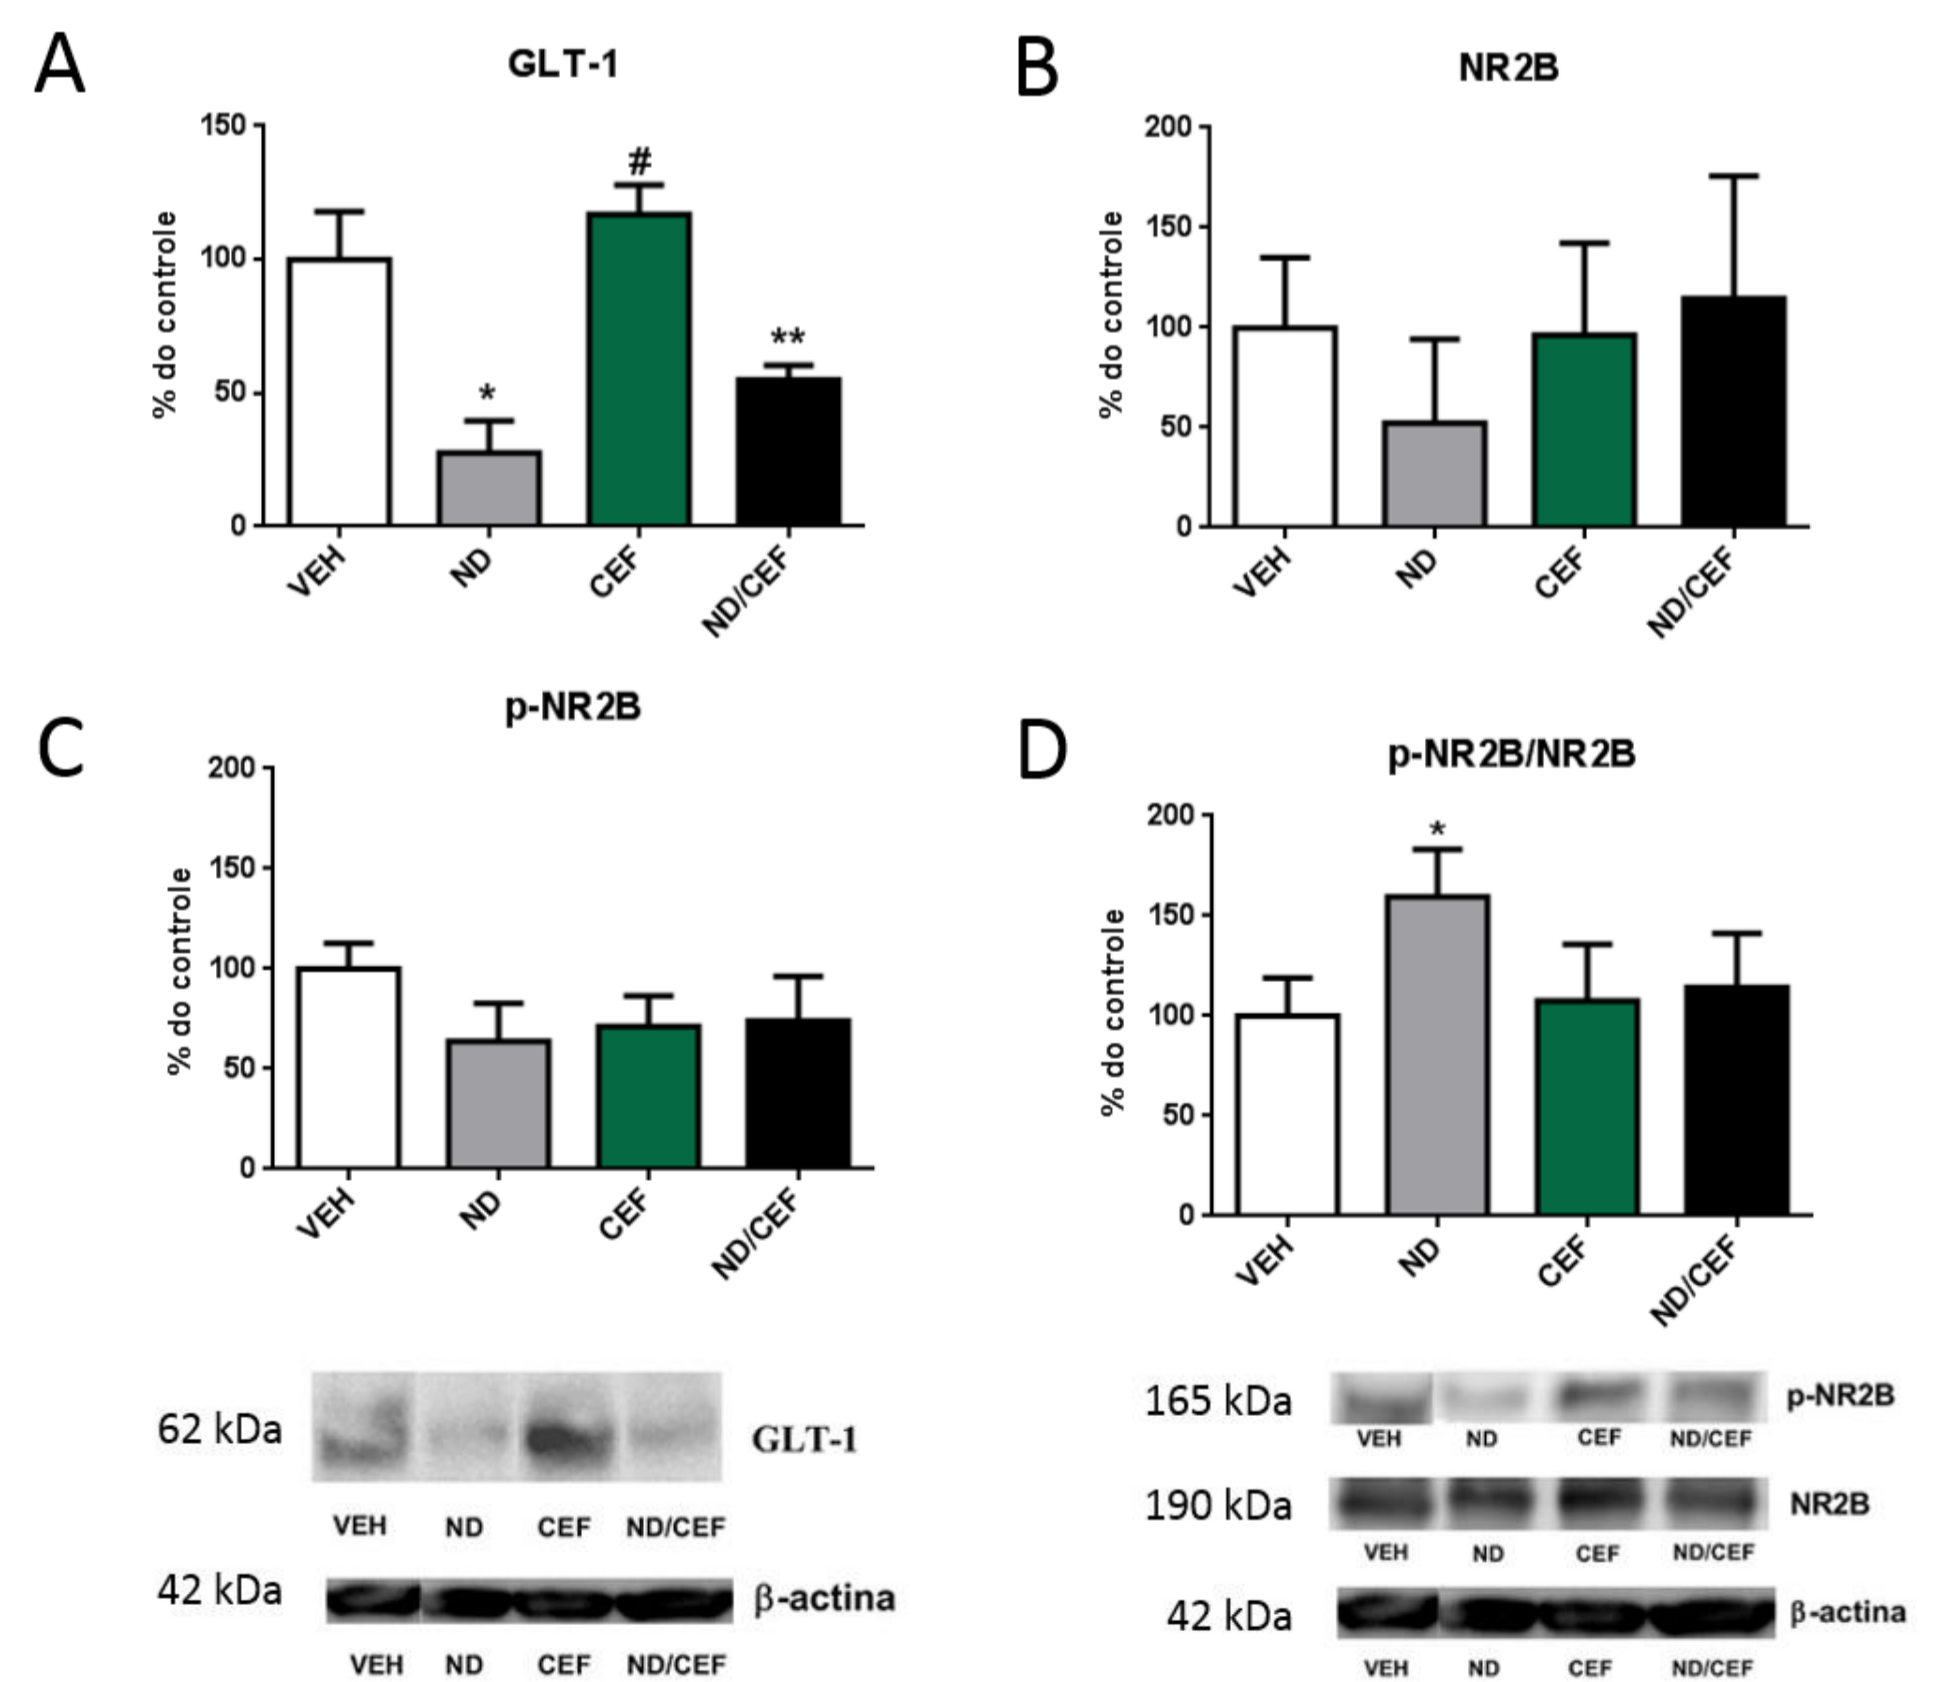 A
GLT-1
150
100
50
0
% do controle
#
*
**
VEH
ND
CEF
ND/CEF
B
NR2B
200
150
100
50
0
% do controle
VEH
ND
CEF
ND/CEF
C
p-NR2B
200
150
100
50
0
% do controle
VEH
ND
CEF
ND/CEF
D
p-NR2B/NR2B
200
150
100
50
0
% do controle
*
VEH
ND
CEF
ND/CEF
62 kDa
GLT-1
VEH ND CEF ND/CEF
42 kDa
β-actina
VEH ND CEF ND/CEF
165 kDa
p-NR2B
VEH ND CEF ND/CEF
190 kDa
NR2B
VEH ND CEF ND/CEF
42 kDa
β-actina
VEH ND CEF ND/CEF